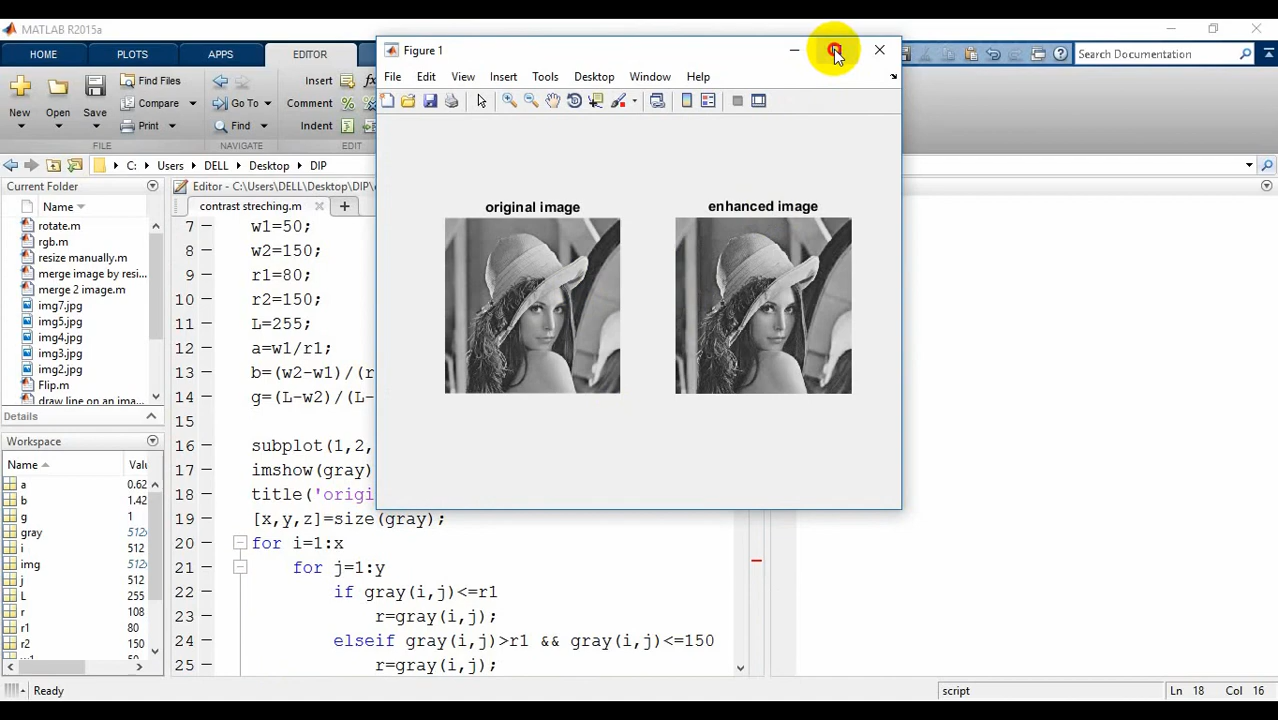 MATLAB R2015a
HOME PLOTS APPS EDITOR
Search Documentation
Figure 1
File Edit View Insert Tools Desktop Window Help
New Open Save
Find Files
Compare
Print
Insert
Comment
Indent
Go To
Find
FILE NAVIGATE EDIT
C: Users DELL Desktop DIP
Current Folder
Name
rotate.m
rgb.m
resize manually.m
merge image by resi...
merge 2 image.m
img7.jpg
img5.jpg
img4.jpg
img3.jpg
img2.jpg
Flip.m
draw line on an ima...
Details
Workspace
Name Valu
a 0.62
b 1.42
g 1
gray 512
i 512
img 512
j 512
L 255
r 108
r1 80
r2 150
Editor - C:\Users\DELL\Desktop\DIP\
contrast streching.m
7 w1=50;
8 w2=150;
9 r1=80;
10 r2=150;
11 L=255;
12 a=w1/r1;
13 b=(w2-w1)/(r
14 g=(L-w2)/(L-
15
16 subplot(1,2,
17 imshow(gray)
18 title('origi
19 [x,y,z]=size(gray);
20 for i=1:x
21 for j=1:y
22 if gray(i,j)<=r1
23 r=gray(i,j);
24 elseif gray(i,j)>r1 && gray(i,j)<=150
25 r=gray(i,j);
original image
enhanced image
Ready
script
Ln 18 Col 16